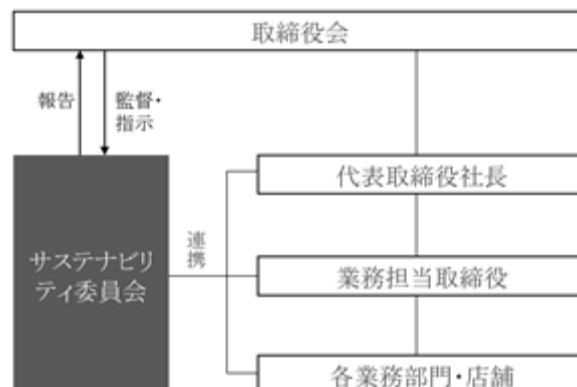 取締役会
報告
監督・
指示
代表取締役社長
連携
サステナビリ
ティ委員会
業務担当取締役
各業務部門・店舗